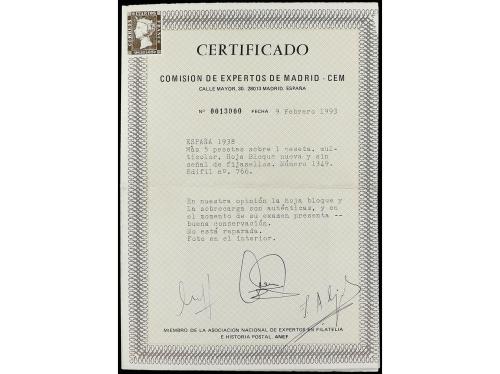 CERTIFICADO
COMISION DE EXPERTOS DE MADRID - CEM
CALLE MAYOR, 30. 28013 MADRID. ESPAÑA
Nº 0013000 FECHA 9 Febrero 1993
ESPAÑA 1938
Más 5 pesetas sobre 1 peseta, mul-
ticolor, Hoja Bloque nueva y sin
señal de fijasellos. Número 1349.
Edifil nº. 766.
En nuestra opinión la hoja bloque y
la sobrecarga son auténticas, y en
el momento de su examen presenta --
buena conservación.
No está reparada.
Foto en el interior.
MIEMBRO DE LA ASOCIACION NACIONAL DE EXPERTOS EN FILATELIA
E HISTORIA POSTAL. ANEF